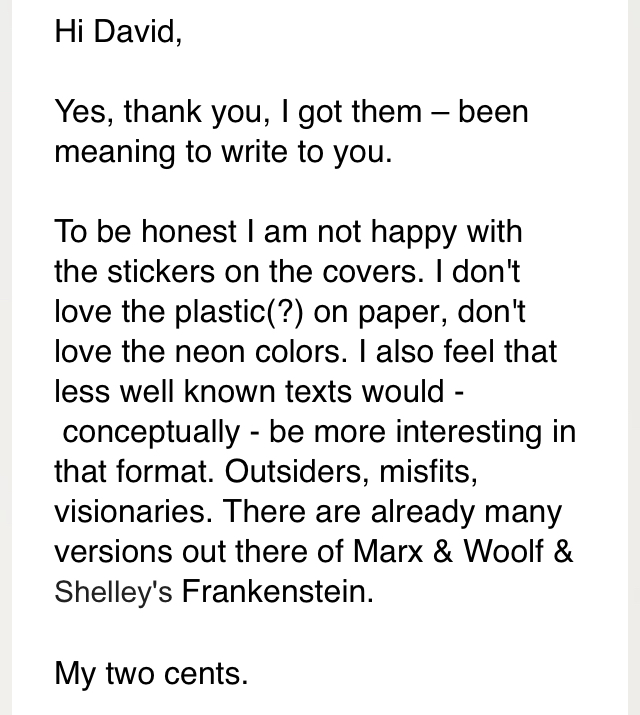 Hi David,
Yes, thank you, I got them – been
meaning to write to you.
To be honest I am not happy with
the stickers on the covers. I don't
love the plastic(?) on paper, don't
love the neon colors. I also feel that
less well known texts would -
conceptually - be more interesting in
that format. Outsiders, misfits,
visionaries. There are already many
versions out there of Marx & Woolf &
Shelley's Frankenstein.
My two cents.